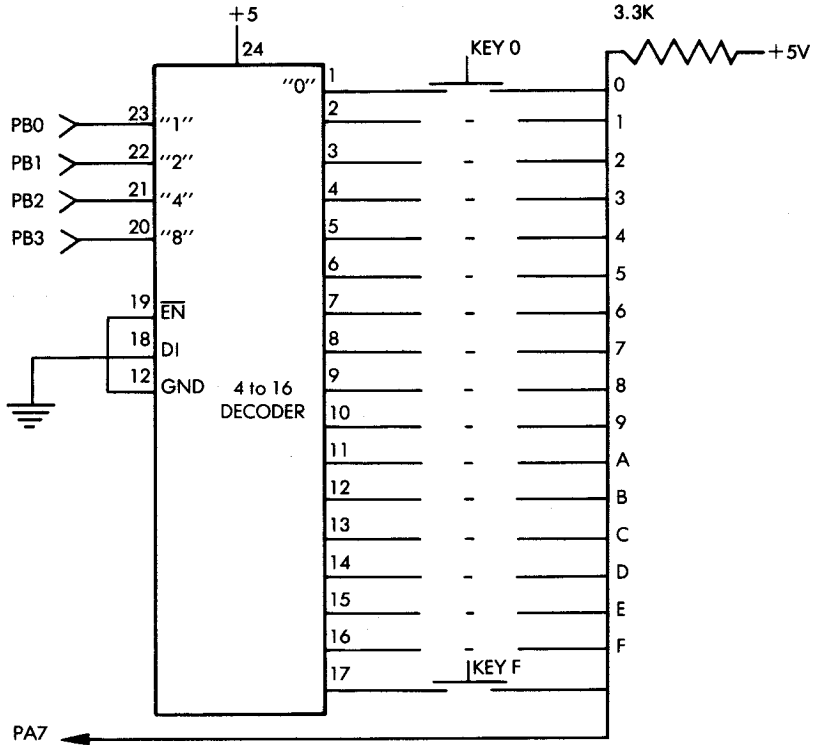 +5
3.3K
24
KEY 0
+5V
"0"
1
0
PB0
23
"1"
2
1
PB1
22
"2"
3
2
PB2
21
"4"
4
3
PB3
20
"8"
5
4
6
5
19
EN
7
6
18
DI
8
7
12
GND
4 to 16
DECODER
9
8
10
9
11
A
12
B
13
C
14
D
15
E
16
F
17
KEY F
PA7